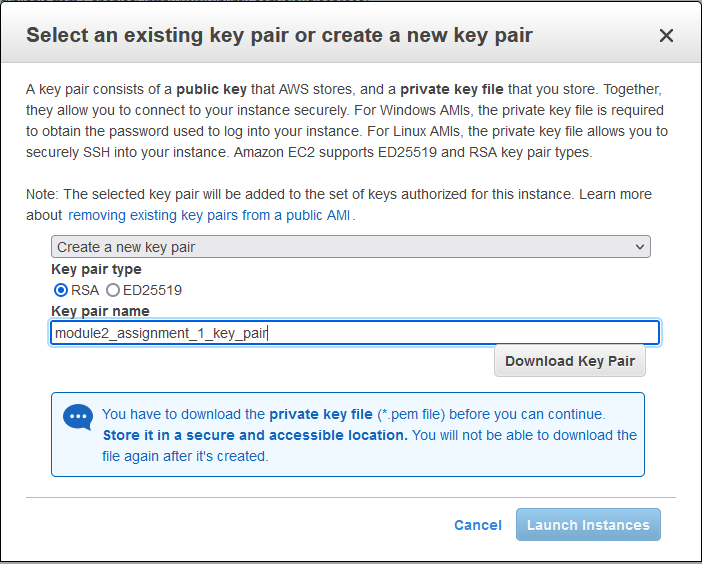 Select an existing key pair or create a new key pair
A key pair consists of a public key that AWS stores, and a private key file that you store. Together,
they allow you to connect to your instance securely. For Windows AMIs, the private key file is required
to obtain the password used to log into your instance. For Linux AMIs, the private key file allows you to
securely SSH into your instance. Amazon EC2 supports ED25519 and RSA key pair types.
Note: The selected key pair will be added to the set of keys authorized for this instance. Learn more
about removing existing key pairs from a public AMI.
Create a new key pair
Key pair type
RSA ED25519
Key pair name
module2_assignment_1_key_pair
Download Key Pair
You have to download the private key file (*.pem file) before you can continue.
Store it in a secure and accessible location. You will not be able to download the
file again after it's created.
Cancel Launch Instances